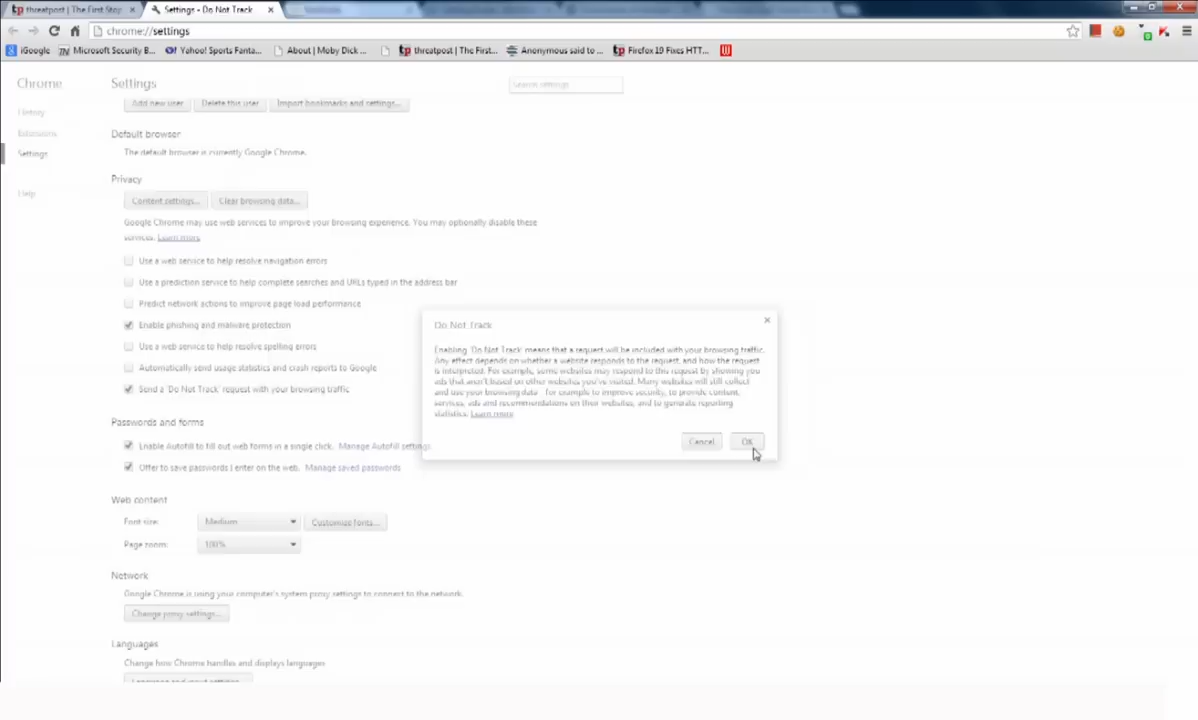 threatpost | The First Stop
Settings - Do Not Track
chrome://settings
iGoogle
Microsoft Security B...
Yahoo! Sports Fanta...
About | Moby Dick ...
threatpost | The First...
Anonymous said to ...
Firefox 19 Fixes HTT...
Chrome
Settings
Search settings
History
Extensions
Settings
Help
Add new user
Delete this user
Import bookmarks and settings...
Default browser
The default browser is currently Google Chrome.
Privacy
Content settings...
Clear browsing data...
Google Chrome may use web services to improve your browsing experience. You may optionally disable these
services. Learn more
Use a web service to help resolve navigation errors
Use a prediction service to help complete searches and URLs typed in the address bar
Predict network actions to improve page load performance
Enable phishing and malware protection
Use a web service to help resolve spelling errors
Automatically send usage statistics and crash reports to Google
Send a 'Do Not Track' request with your browsing traffic
Do Not Track
Enabling 'Do Not Track' means that a request will be included with your browsing traffic.
Any effect depends on whether a website responds to the request, and how the request
is interpreted. For example, some websites may respond to this request by showing you
ads that aren't based on other websites you've visited. Many websites will still collect
and use your browsing data - for example to improve security, to provide content,
services, ads and recommendations on their websites, and to generate reporting
statistics. Learn more
Cancel
OK
Passwords and forms
Enable Autofill to fill out web forms in a single click. Manage Autofill settings
Offer to save passwords I enter on the web. Manage saved passwords
Web content
Font size:
Medium
Customize fonts...
Page zoom:
100%
Network
Google Chrome is using your computer's system proxy settings to connect to the network.
Change proxy settings...
Languages
Change how Chrome handles and displays languages
Language and input settings...